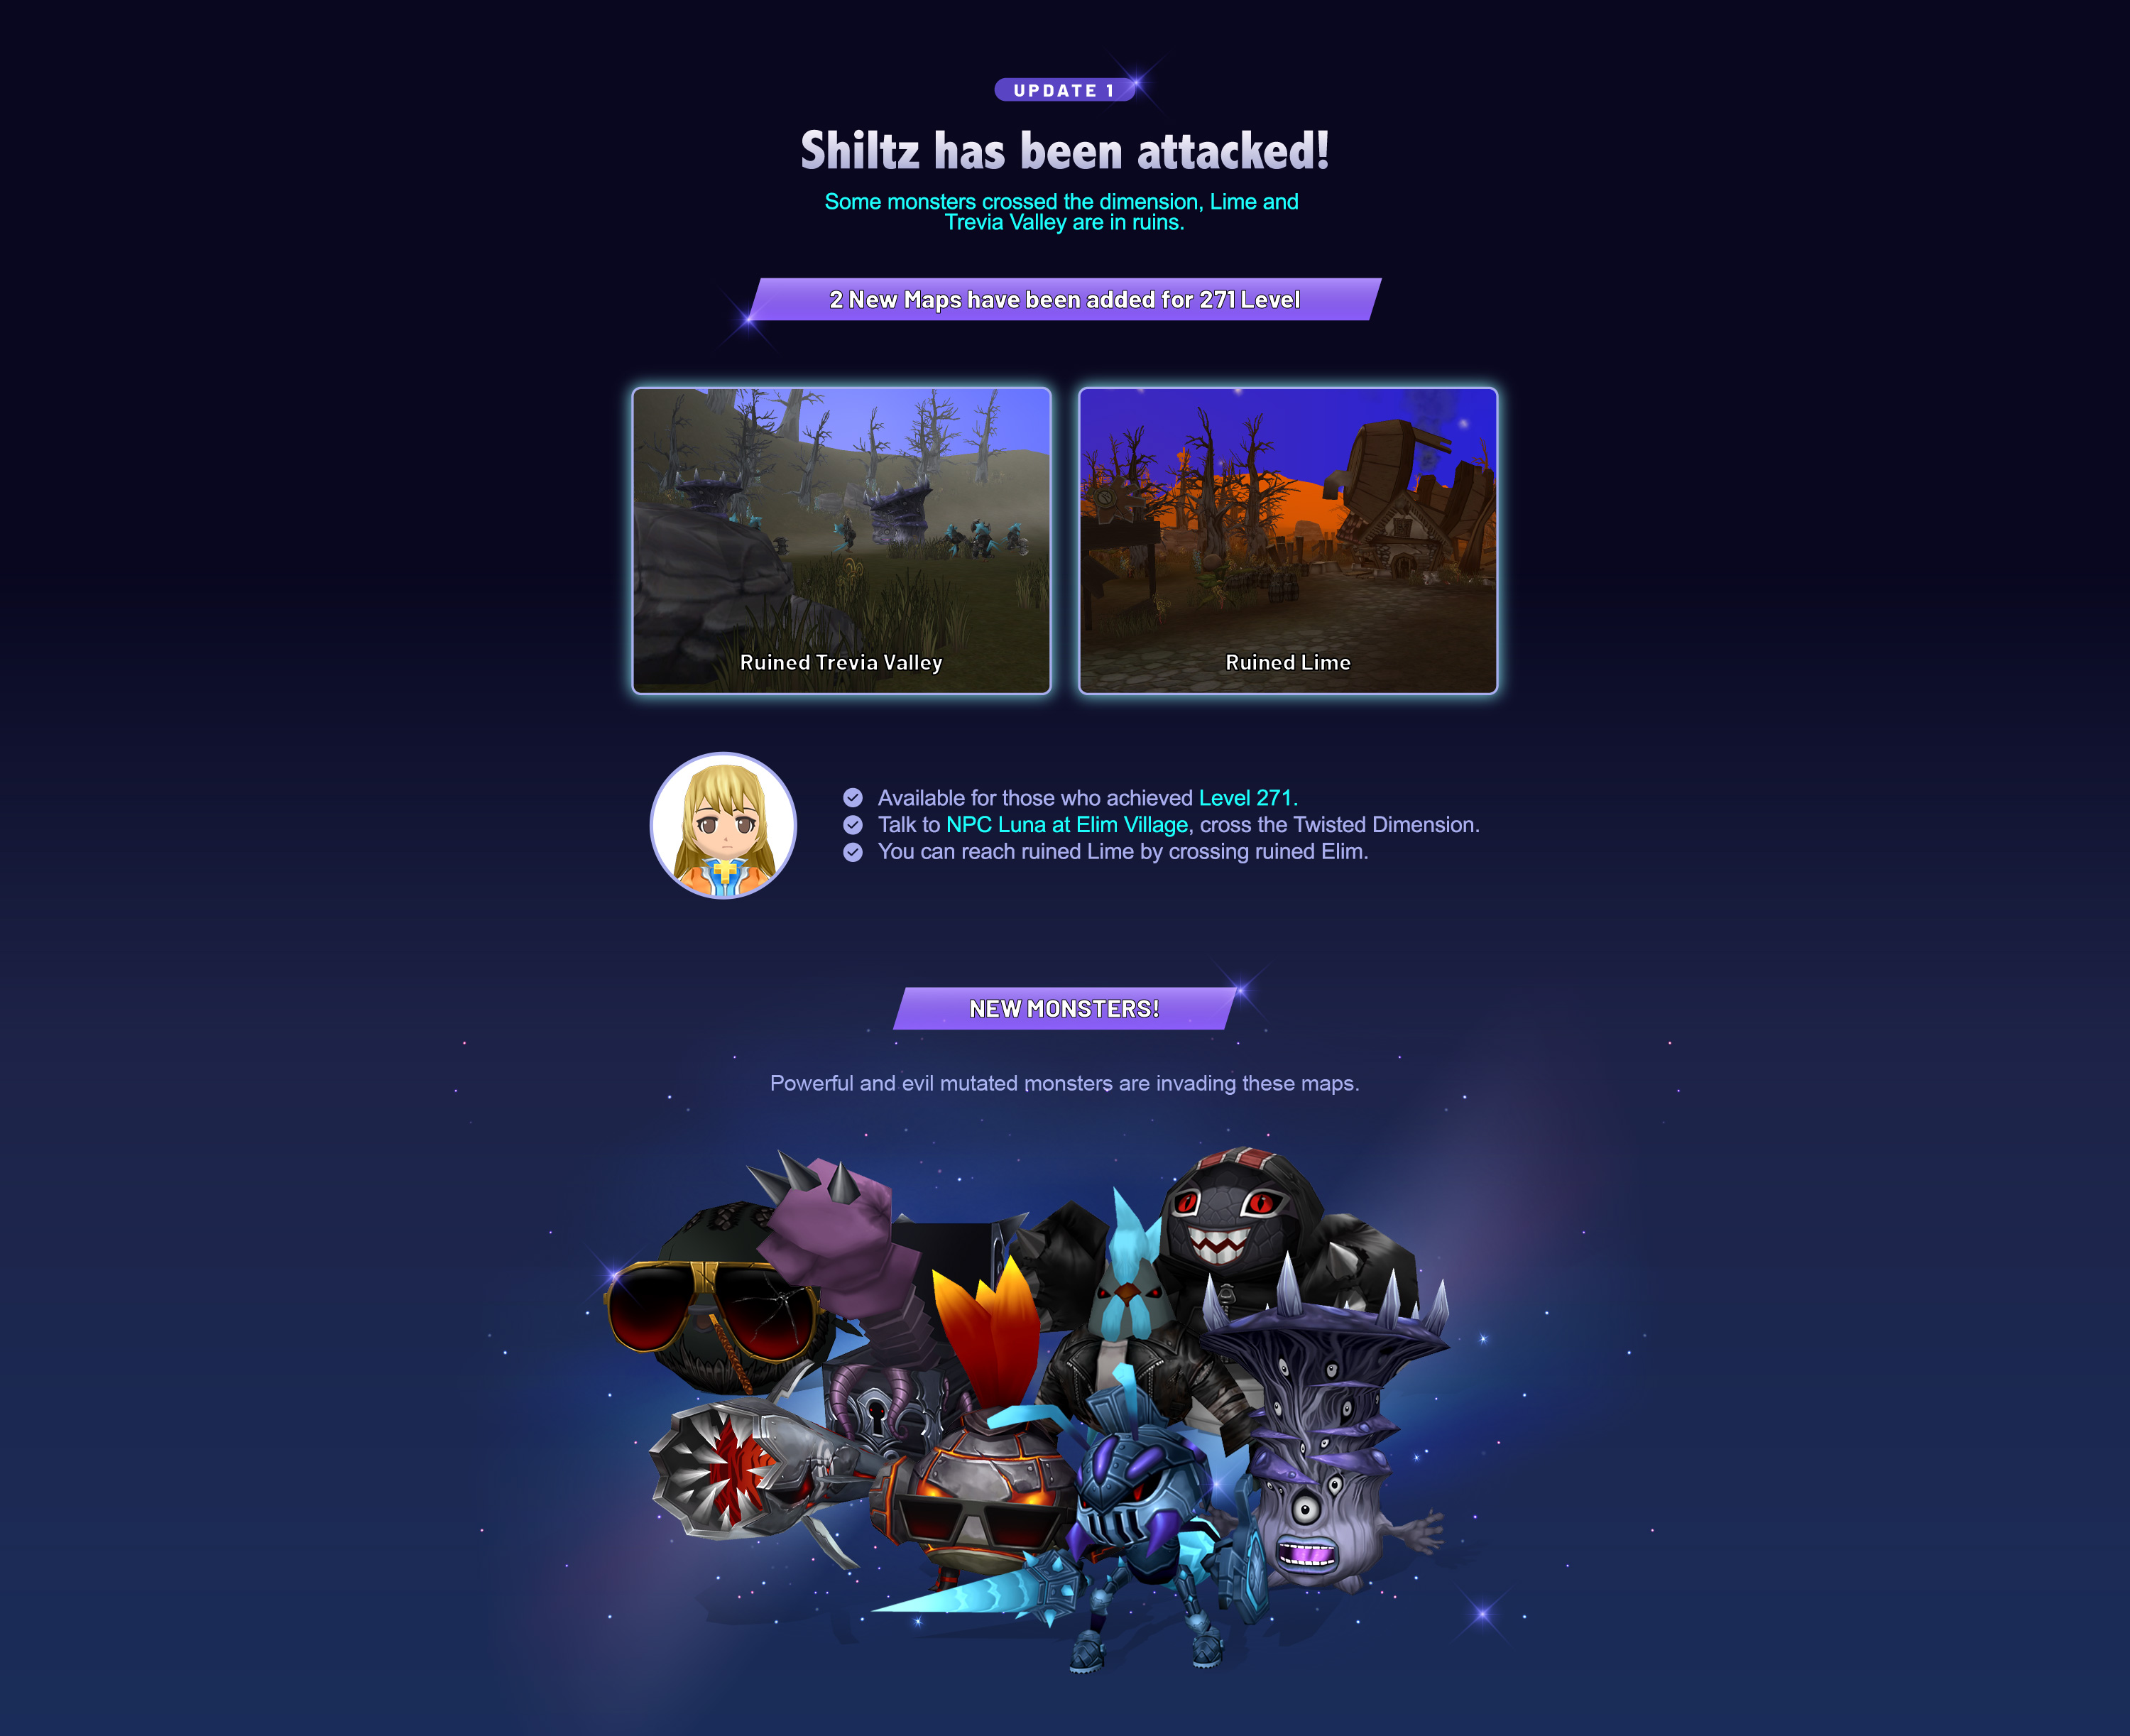 UPDATE 1
Shiltz has been attacked!
Some monsters crossed the dimension, Lime and
Trevia Valley are in ruins.
2 New Maps have been added for 271 Level
Ruined Trevia Valley
Ruined Lime
Available for those who achieved Level 271.
Talk to NPC Luna at Elim Village, cross the Twisted Dimension.
You can reach ruined Lime by crossing ruined Elim.
NEW MONSTERS!
Powerful and evil mutated monsters are invading these maps.